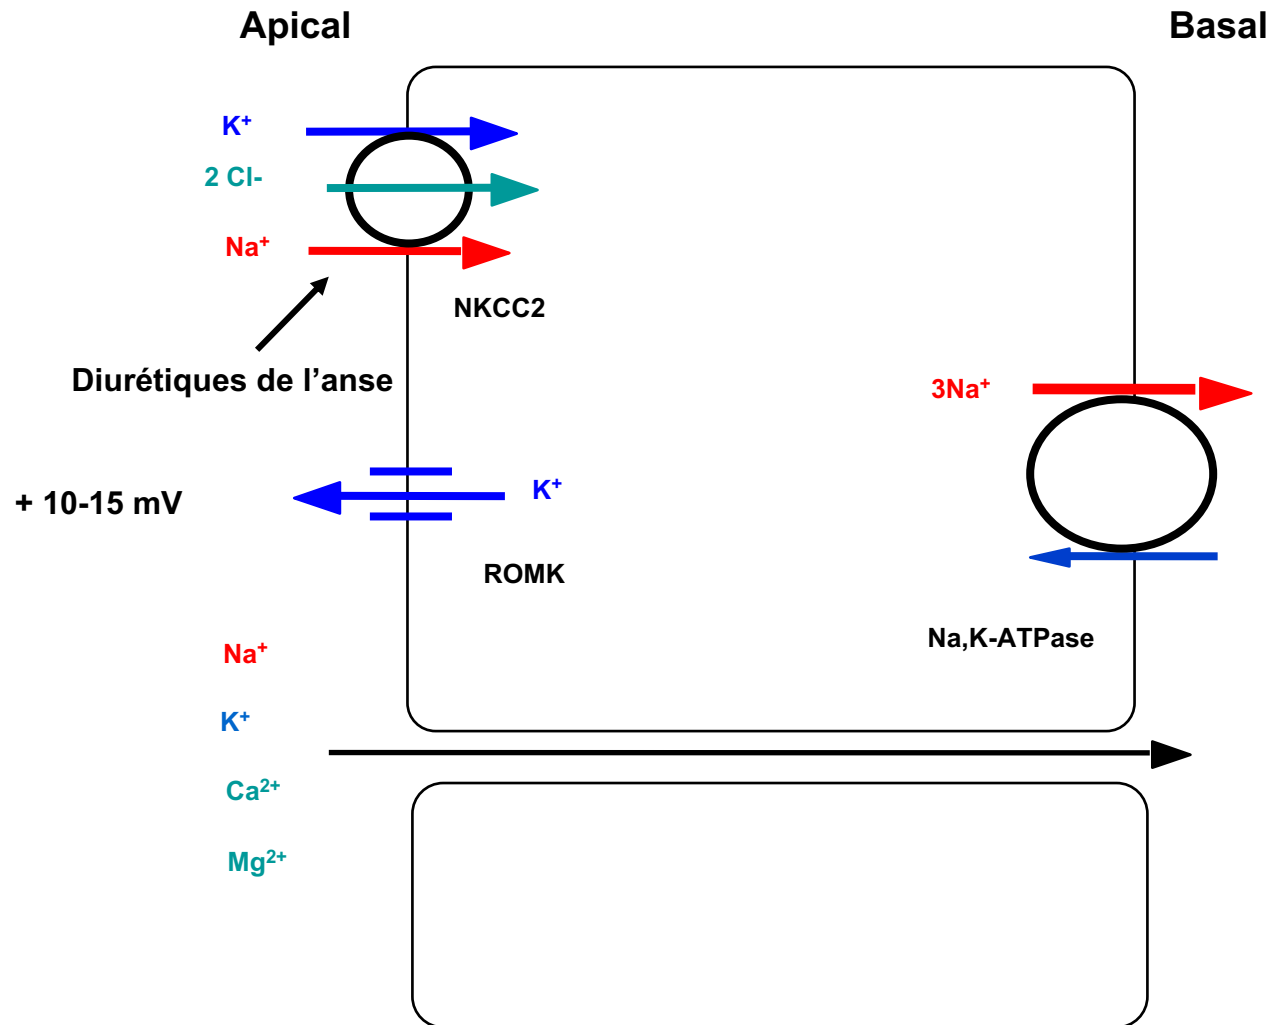 Apical
Basal
K⁺
2 Cl-
Na⁺
NKCC2
Diurétiques de l’anse
3Na⁺
+ 10-15 mV
K⁺
ROMK
Na,K-ATPase
Na⁺
K⁺
Ca²⁺
Mg²⁺